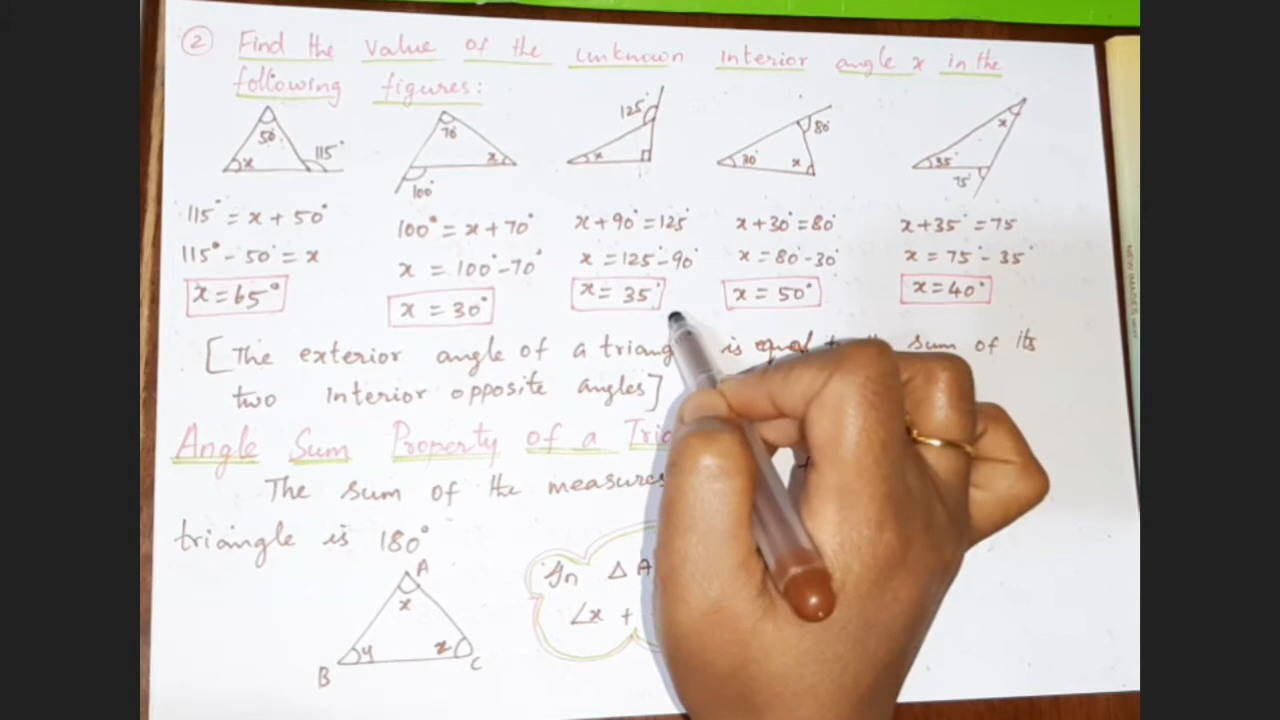 ② Find the value of the unknown interior angle x in the
following figures:
50° x 115°
70° x 100°
125° x
80° 30° x
x 35° 75°
115° = x + 50°
115° - 50° = x
x = 65°
100° = x + 70°
x = 100° - 70°
x = 30°
x + 90° = 125°
x = 125° - 90°
x = 35°
x + 30° = 80°
x = 80° - 30°
x = 50°
x + 35° = 75
x = 75° - 35°
x = 40°
[The exterior angle of a is equal sum of its
two interior opposite angles]
Angle Sum Property of a
The sum of the measures
triangle is 180°
A
x
y z
B C
In △ A
∠x +